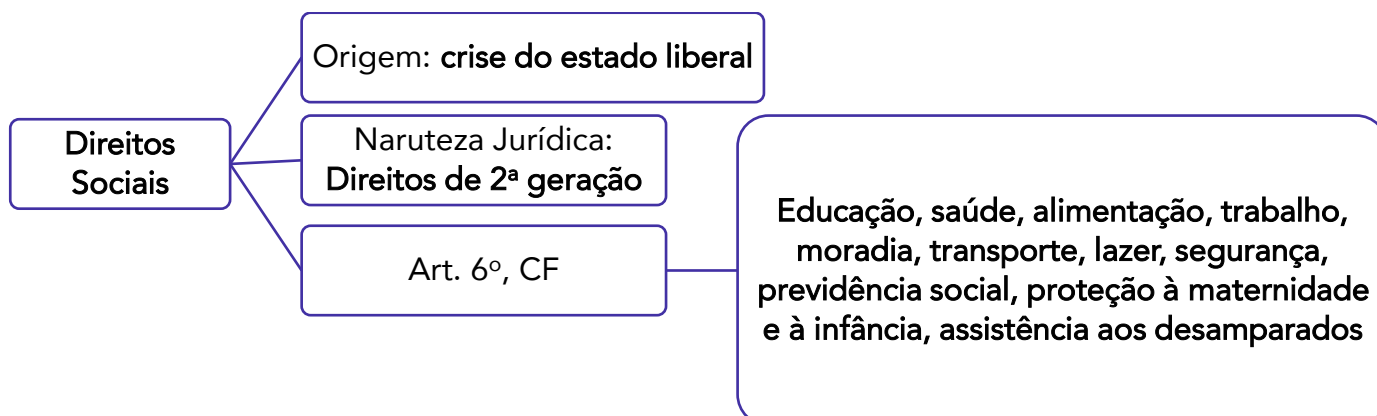 Direitos
Sociais
Origem: crise do estado liberal
Naruteza Jurídica:
Direitos de 2ª geração
Art. 6º, CF
Educação, saúde, alimentação, trabalho,
moradia, transporte, lazer, segurança,
previdência social, proteção à maternidade
e à infância, assistência aos desamparados